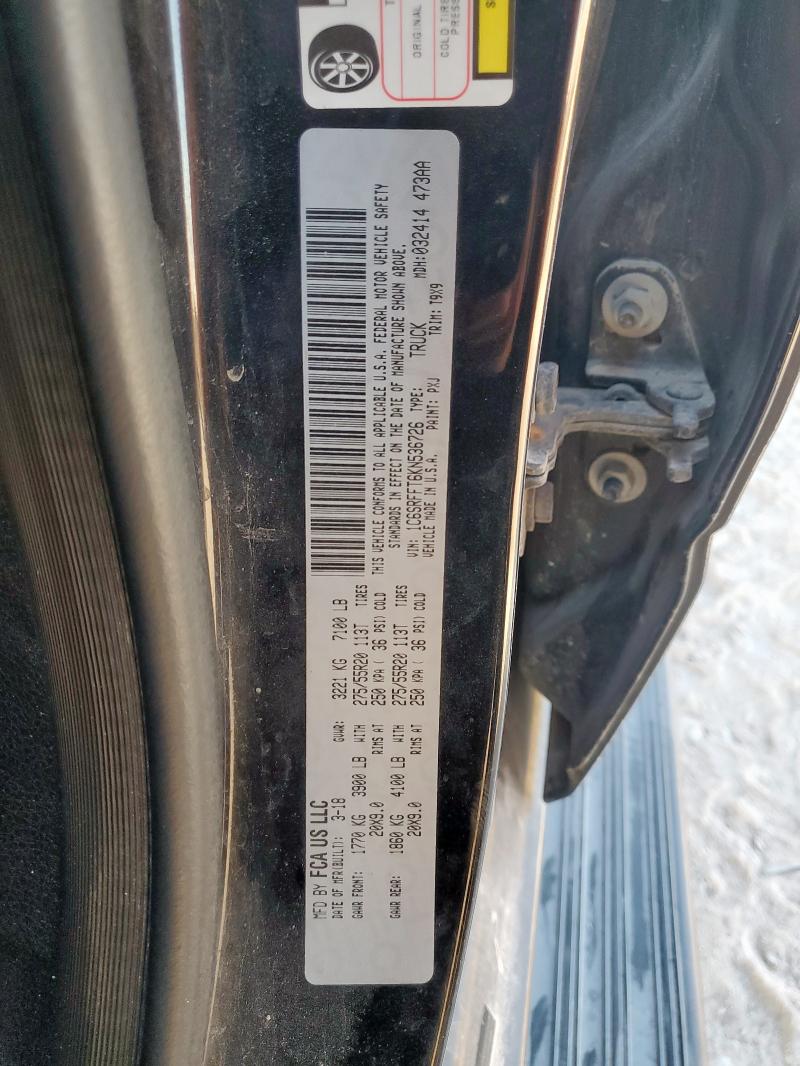 ORIGINAL
COLD TIRE
PRESS
MFD BY FCA US LLC
DATE OF MFR(BUILT): 3-18 GVWR: 3221 KG 7100 LB
GAWR FRONT: 1770 KG 3900 LB WITH 275/55R20 113T TIRES
20X9.0 RIMS AT 250 KPA ( 36 PSI) COLD
GAWR REAR: 1860 KG 4100 LB WITH 275/55R20 113T TIRES
20X9.0 RIMS AT 250 KPA ( 36 PSI) COLD
THIS VEHICLE CONFORMS TO ALL APPLICABLE U.S.A. FEDERAL MOTOR VEHICLE SAFETY
STANDARDS IN EFFECT ON THE DATE OF MANUFACTURE SHOWN ABOVE.
VIN: 1C6SRFFT6KN536726 TYPE: TRUCK MDH:032414 473AA
VEHICLE MADE IN U.S.A. PAINT: PXJ TRIM: T9X9